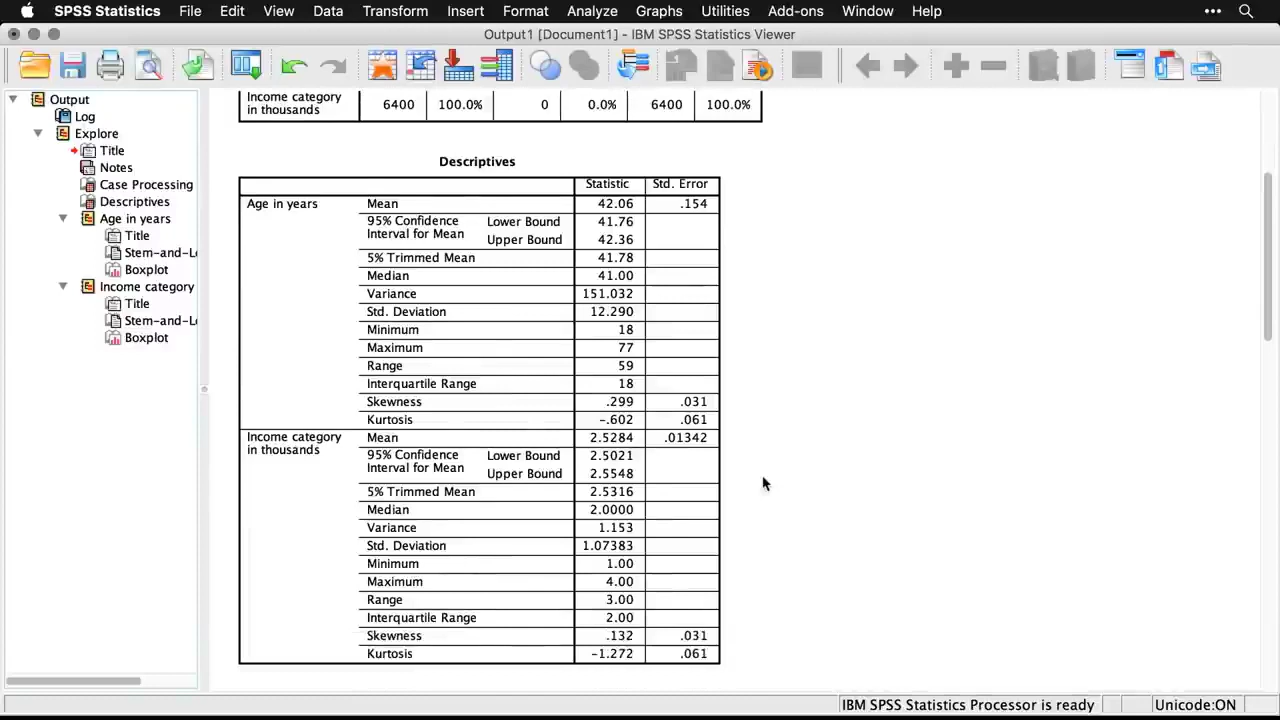 SPSS Statistics File Edit View Data Transform Insert Format Analyze Graphs Utilities Add-ons Window Help
Output1 [Document1] - IBM SPSS Statistics Viewer
Output
Log
Explore
Title
Notes
Case Processing
Descriptives
Age in years
Title
Stem-and-Le
Boxplot
Income category
Title
Stem-and-Le
Boxplot
Income category
in thousands
6400 100.0% 0 0.0% 6400 100.0%
Descriptives
Statistic Std. Error
Age in years Mean 42.06 .154
95% Confidence
Interval for Mean
Lower Bound 41.76
Upper Bound 42.36
5% Trimmed Mean 41.78
Median 41.00
Variance 151.032
Std. Deviation 12.290
Minimum 18
Maximum 77
Range 59
Interquartile Range 18
Skewness .299 .031
Kurtosis -.602 .061
Income category
in thousands
Mean 2.5284 .01342
95% Confidence
Interval for Mean
Lower Bound 2.5021
Upper Bound 2.5548
5% Trimmed Mean 2.5316
Median 2.0000
Variance 1.153
Std. Deviation 1.07383
Minimum 1.00
Maximum 4.00
Range 3.00
Interquartile Range 2.00
Skewness .132 .031
Kurtosis -1.272 .061
IBM SPSS Statistics Processor is ready Unicode:ON